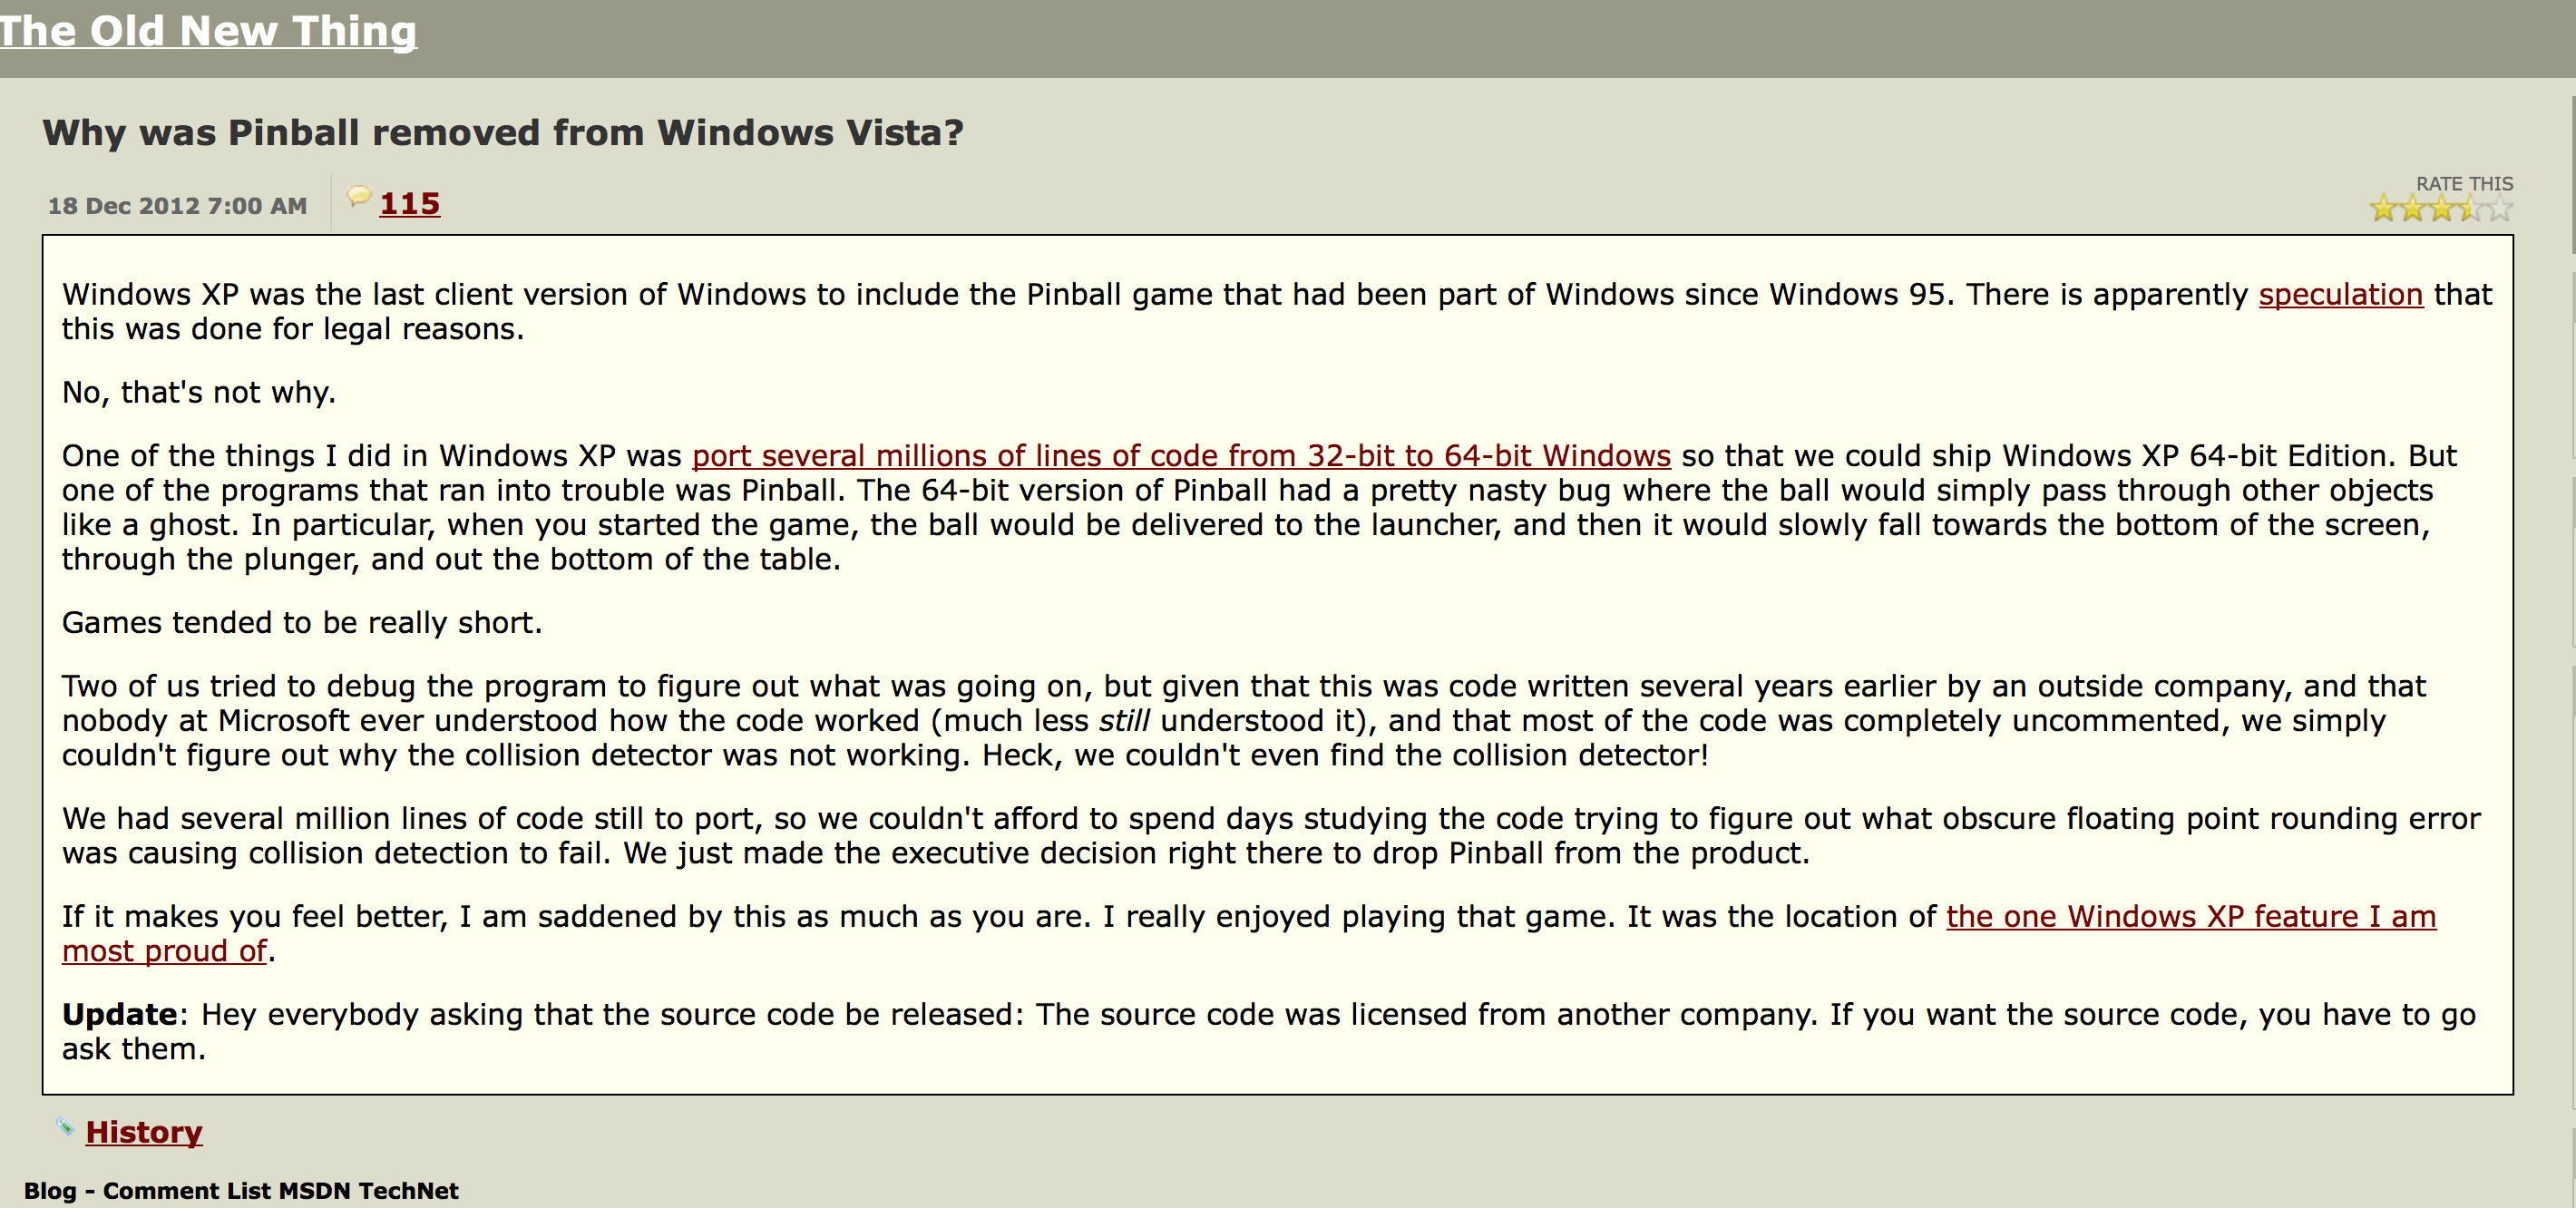 The Old New Thing
Why was Pinball removed from Windows Vista?
18 Dec 2012 7:00 AM
115
RATE THIS
Windows XP was the last client version of Windows to include the Pinball game that had been part of Windows since Windows 95. There is apparently speculation that
this was done for legal reasons.
No, that's not why.
One of the things I did in Windows XP was port several millions of lines of code from 32-bit to 64-bit Windows so that we could ship Windows XP 64-bit Edition. But
one of the programs that ran into trouble was Pinball. The 64-bit version of Pinball had a pretty nasty bug where the ball would simply pass through other objects
like a ghost. In particular, when you started the game, the ball would be delivered to the launcher, and then it would slowly fall towards the bottom of the screen,
through the plunger, and out the bottom of the table.
Games tended to be really short.
Two of us tried to debug the program to figure out what was going on, but given that this was code written several years earlier by an outside company, and that
nobody at Microsoft ever understood how the code worked (much less still understood it), and that most of the code was completely uncommented, we simply
couldn't figure out why the collision detector was not working. Heck, we couldn't even find the collision detector!
We had several million lines of code still to port, so we couldn't afford to spend days studying the code trying to figure out what obscure floating point rounding error
was causing collision detection to fail. We just made the executive decision right there to drop Pinball from the product.
If it makes you feel better, I am saddened by this as much as you are. I really enjoyed playing that game. It was the location of the one Windows XP feature I am
most proud of.
Update: Hey everybody asking that the source code be released: The source code was licensed from another company. If you want the source code, you have to go
ask them.
History
Blog - Comment List MSDN TechNet